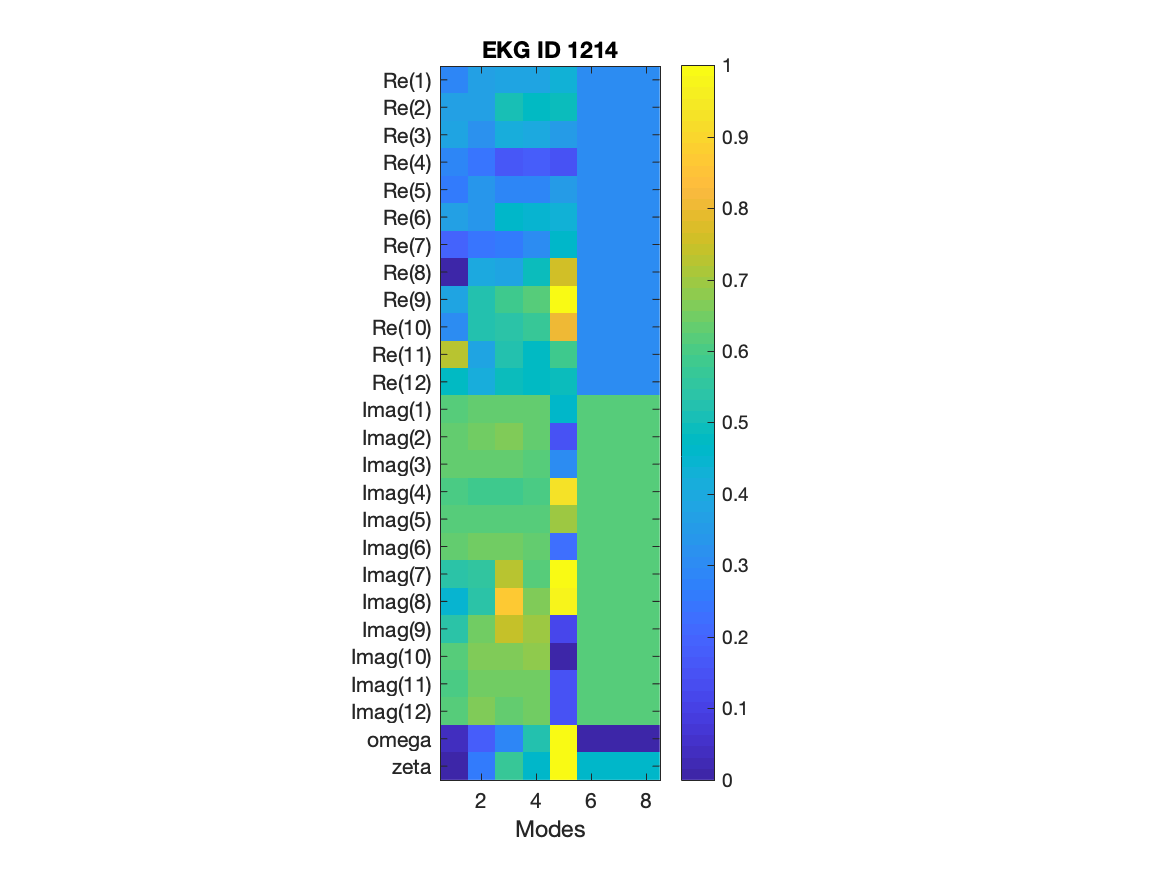 EKG ID 1214
Re(1)
Re(2)
Re(3)
Re(4)
Re(5)
Re(6)
Re(7)
Re(8)
Re(9)
Re(10)
Re(11)
Re(12)
Imag(1)
Imag(2)
Imag(3)
Imag(4)
Imag(5)
Imag(6)
Imag(7)
Imag(8)
Imag(9)
Imag(10)
Imag(11)
Imag(12)
omega
zeta
2 4 6 8
Modes
1
0.9
0.8
0.7
0.6
0.5
0.4
0.3
0.2
0.1
0